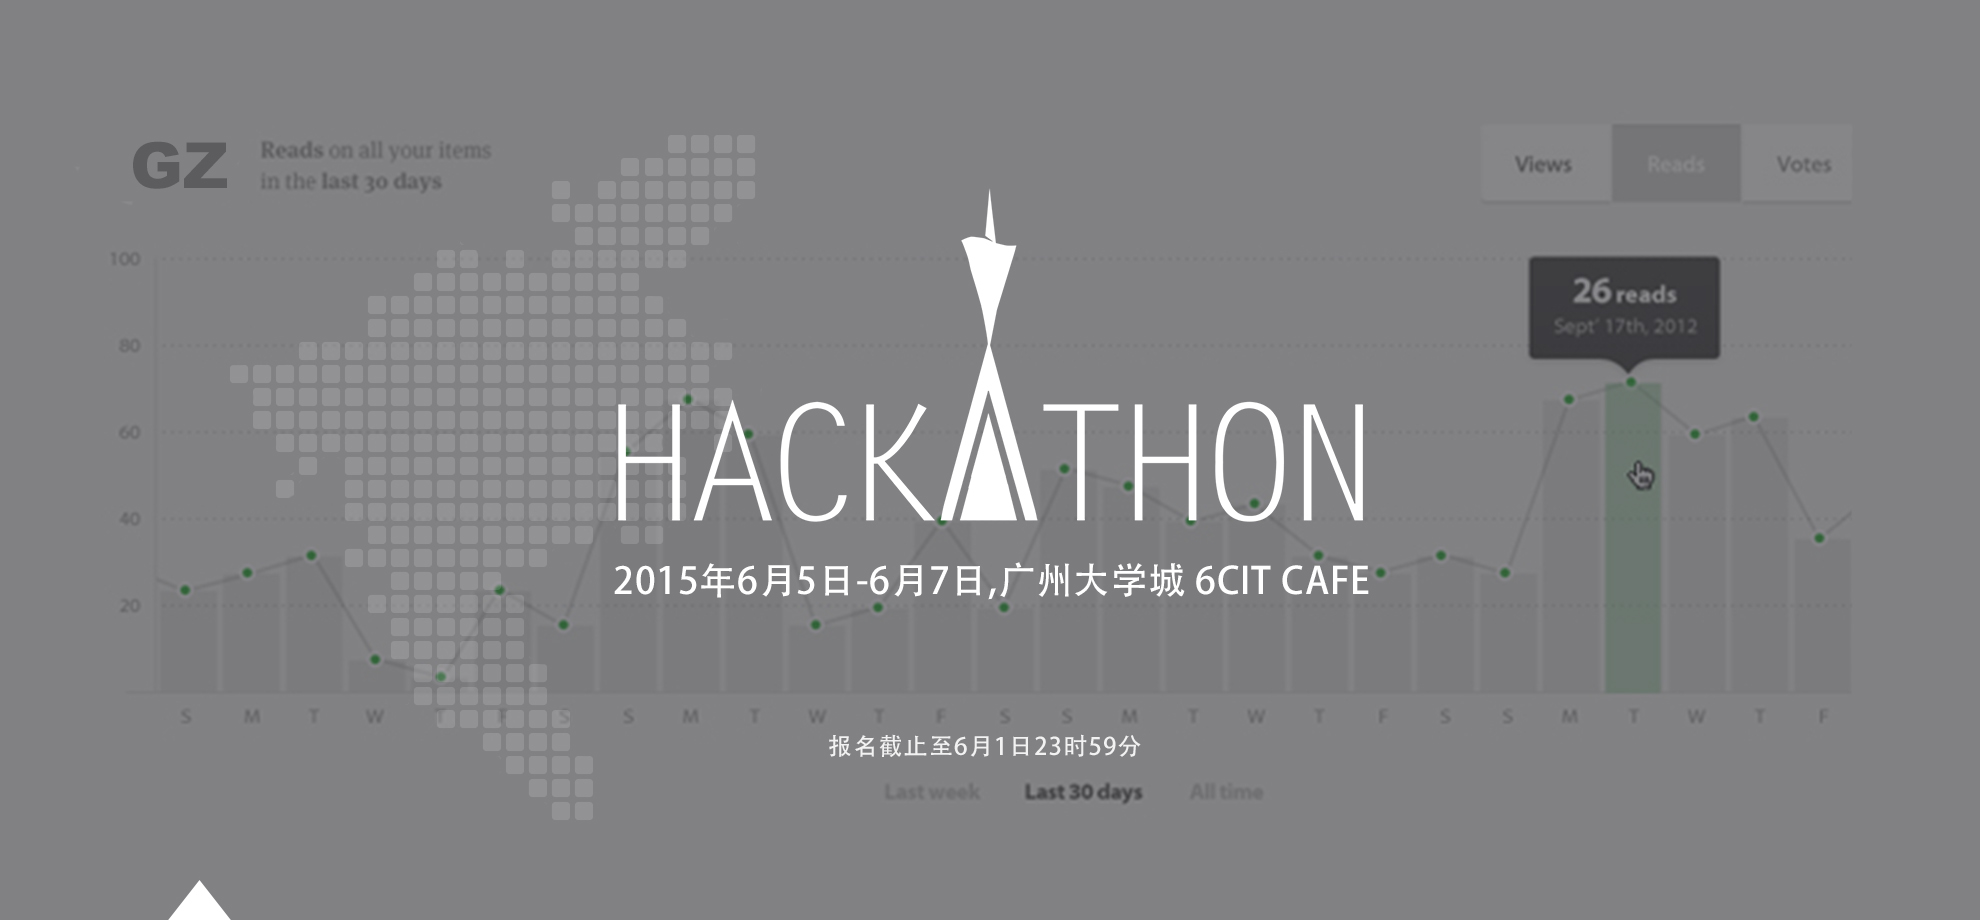 GZ
Reads on all your items
in the last 30 days
Views Reads Votes
100
26 reads
Sept' 17th, 2012
80
60
HACKATHON
40
2015年6月5日-6月7日,广州大学城 6CIT CAFE
20
S M T W T F S S M T W T F S S M T W T F S S M T W T F
报名截止至6月1日23时59分
Last week Last 30 days All time